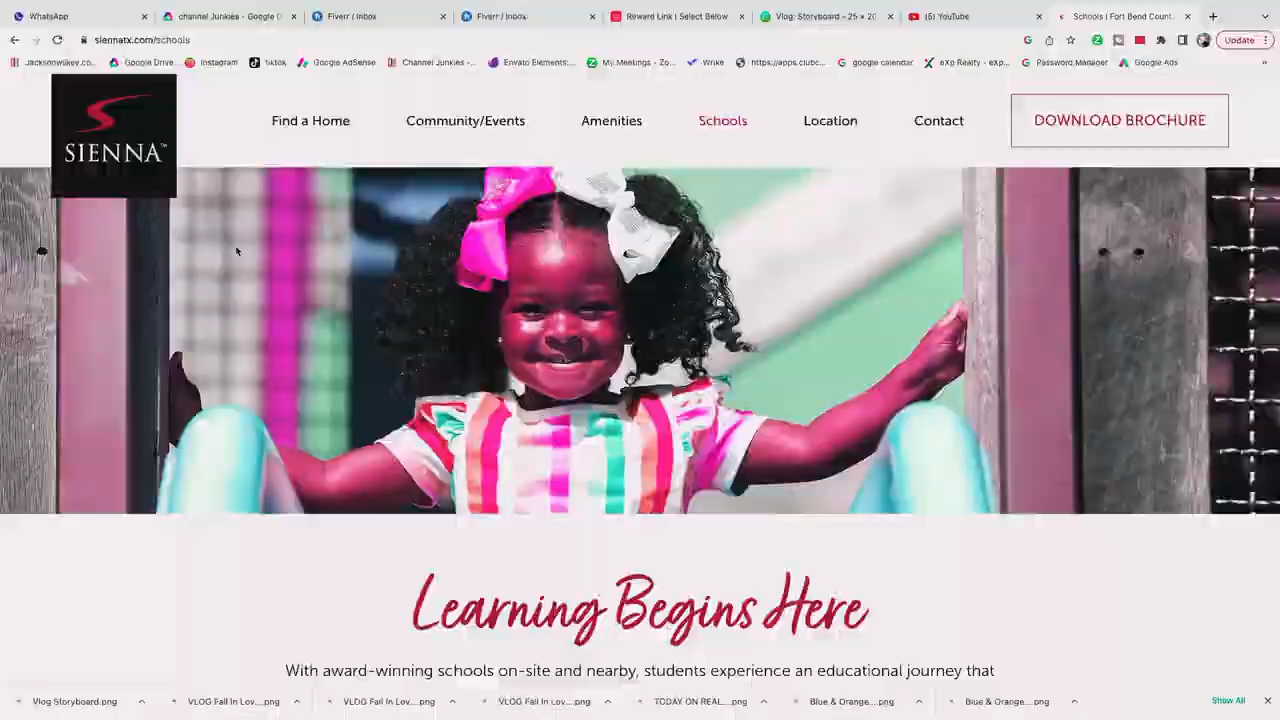 WhatsApp
channel Junkies - Google D
Fiverr / Inbox
Fiverr / Inbox
Reward Link | Select Below
Vlog: Storyboard - 25 × 20
(5) YouTube
Schools | Fort Bend Count
siennatx.com/schools
Update
Jacksonwilkey.co...
Google Drive...
Instagram
Tiktok
Google AdSense
Channel Junkies -...
Envato Elements:...
My Meetings - Zo...
Wrike
https://apps.clubc...
google calendar
eXp Realty - eXp...
Password Manager
Google Ads
»
SIENNA™
Find a Home
Community/Events
Amenities
Schools
Location
Contact
DOWNLOAD BROCHURE
Learning Begins Here
With award-winning schools on-site and nearby, students experience an educational journey that
Vlog Storyboard.png
VLOG Fall In Lov....png
VLOG Fall In Lov....png
VLOG Fall In Lov....png
TODAY ON REAL....png
Blue & Orange....png
Blue & Orange....png
Show All